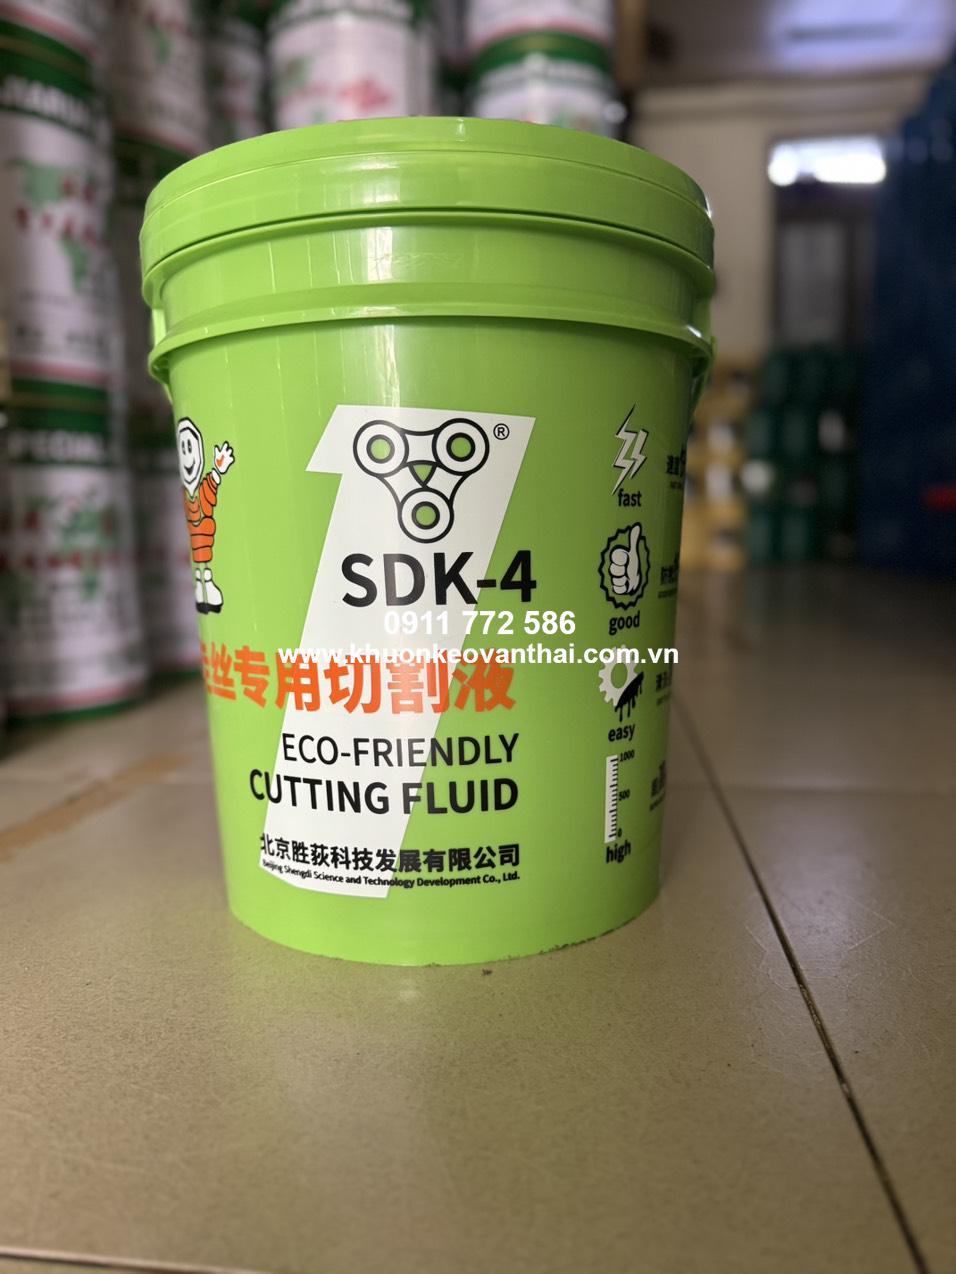 ®
SDK-4
0911 772 586
www.khuonkeovanthai.com.vn
走丝专用切割液
ECO-FRIENDLY
CUTTING FLUID
北京胜荻科技发展有限公司
Beijing Shengdi Science and Technology Development Co., Ltd.
fast
good
easy
1000
500
0
high